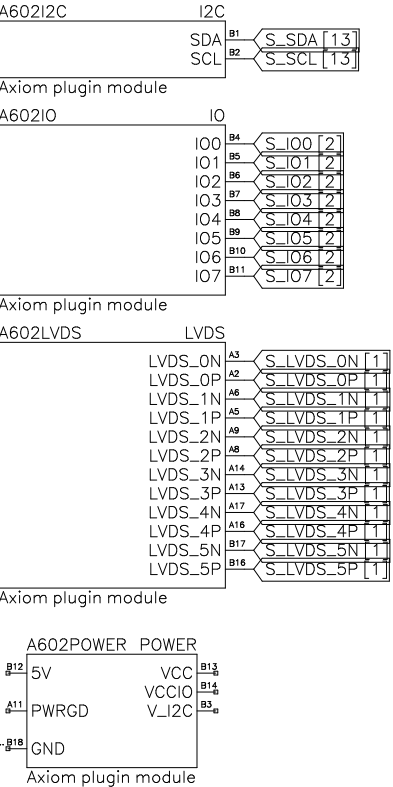 A602I2C I2C
SDA B1 S_SDA [13]
SCL B2 S_SCL [13]
Axiom plugin module
A602IO IO
IO0 B4 S_IO0 [2]
IO1 B5 S_IO1 [2]
IO2 B6 S_IO2 [2]
IO3 B7 S_IO3 [2]
IO4 B8 S_IO4 [2]
IO5 B9 S_IO5 [2]
IO6 B10 S_IO6 [2]
IO7 B11 S_IO7 [2]
Axiom plugin module
A602LVDS LVDS
LVDS_0N A3 S_LVDS_0N [1]
LVDS_0P A2 S_LVDS_0P [1]
LVDS_1N A6 S_LVDS_1N [1]
LVDS_1P A5 S_LVDS_1P [1]
LVDS_2N A9 S_LVDS_2N [1]
LVDS_2P A8 S_LVDS_2P [1]
LVDS_3N A14 S_LVDS_3N [1]
LVDS_3P A13 S_LVDS_3P [1]
LVDS_4N A17 S_LVDS_4N [1]
LVDS_4P A16 S_LVDS_4P [1]
LVDS_5N B17 S_LVDS_5N [1]
LVDS_5P B16 S_LVDS_5P [1]
Axiom plugin module
A602POWER POWER
B12 5V VCC B13
VCCIO B14
A11 PWRGD V_I2C B3
B18 GND
Axiom plugin module